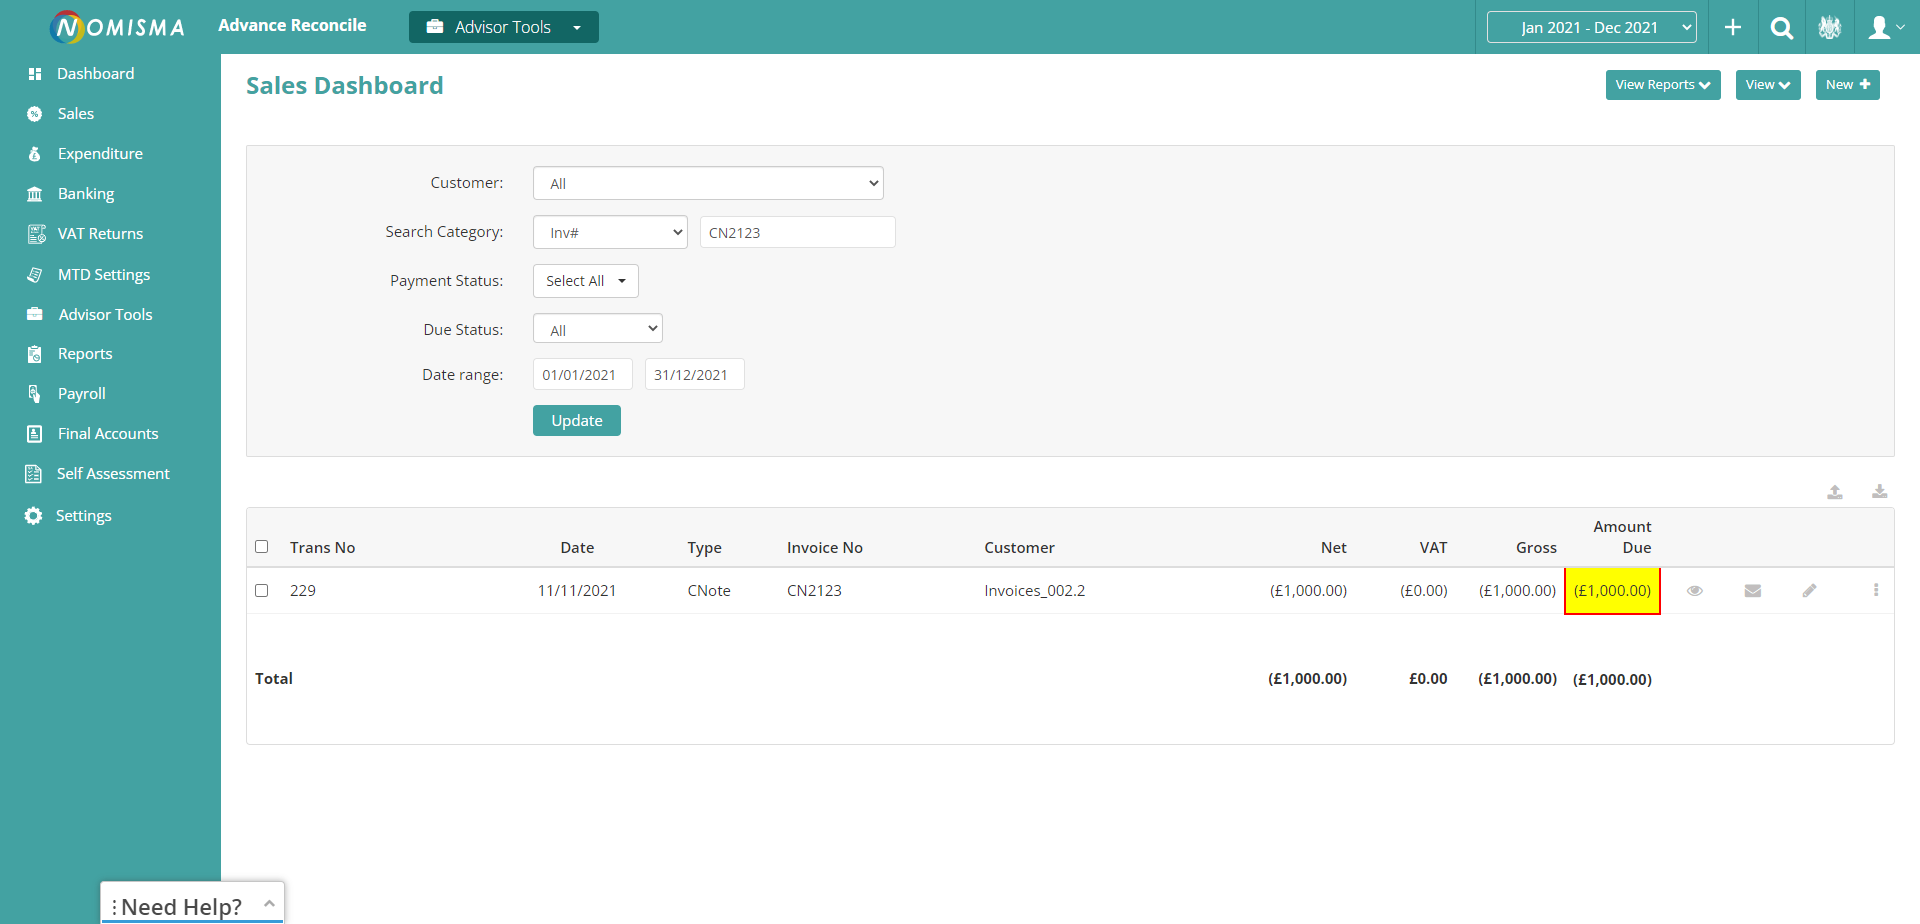 NOMISMA Advance Reconcile Advisor Tools Jan 2021 - Dec 2021
Dashboard
Sales
Expenditure
Banking
VAT Returns
MTD Settings
Advisor Tools
Reports
Payroll
Final Accounts
Self Assessment
Settings
Sales Dashboard View Reports View New
Customer: All
Search Category: Inv# CN2123
Payment Status: Select All
Due Status: All
Date range: 01/01/2021 31/12/2021
Update
Trans No Date Type Invoice No Customer Net VAT Gross Amount Due
229 11/11/2021 CNote CN2123 Invoices_002.2 (£1,000.00) (£0.00) (£1,000.00) (£1,000.00)
Total (£1,000.00) £0.00 (£1,000.00) (£1,000.00)
Need Help?